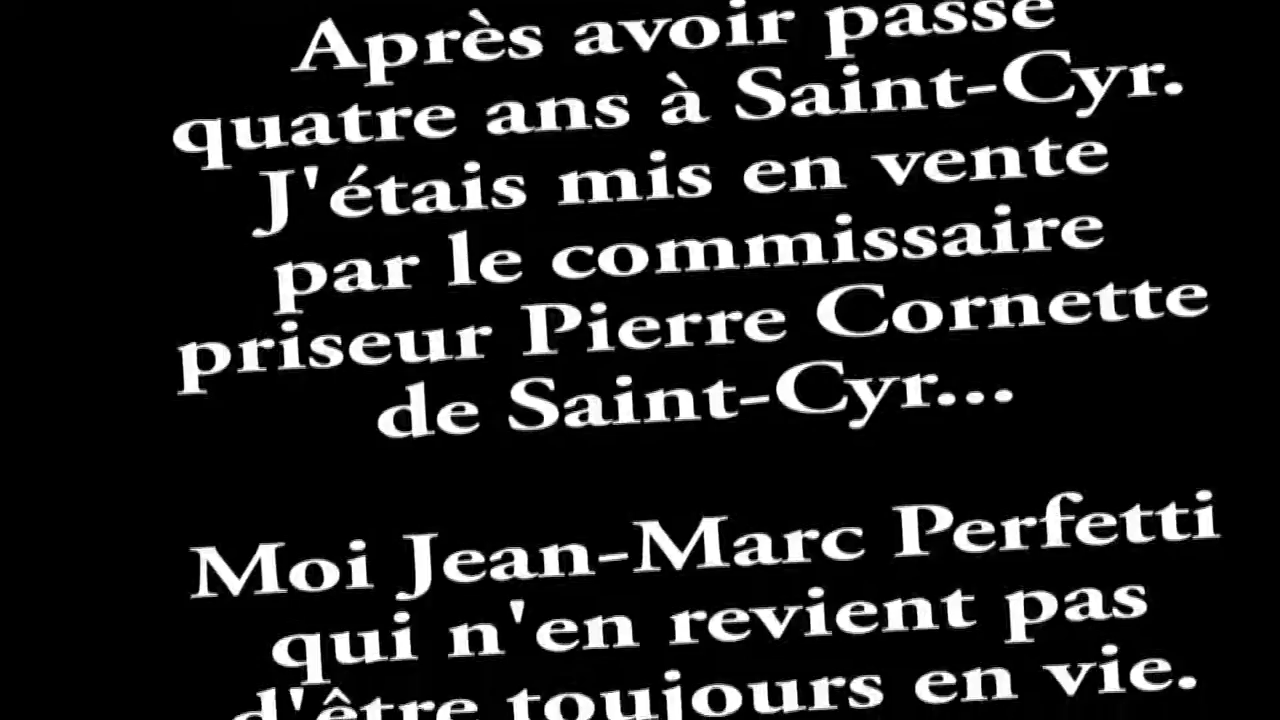 Après avoir passé
quatre ans à Saint-Cyr.
J'étais mis en vente
par le commissaire
priseur Pierre Cornette
de Saint-Cyr...
Moi Jean-Marc Perfetti
qui n'en revient pas
d'être toujours en vie.